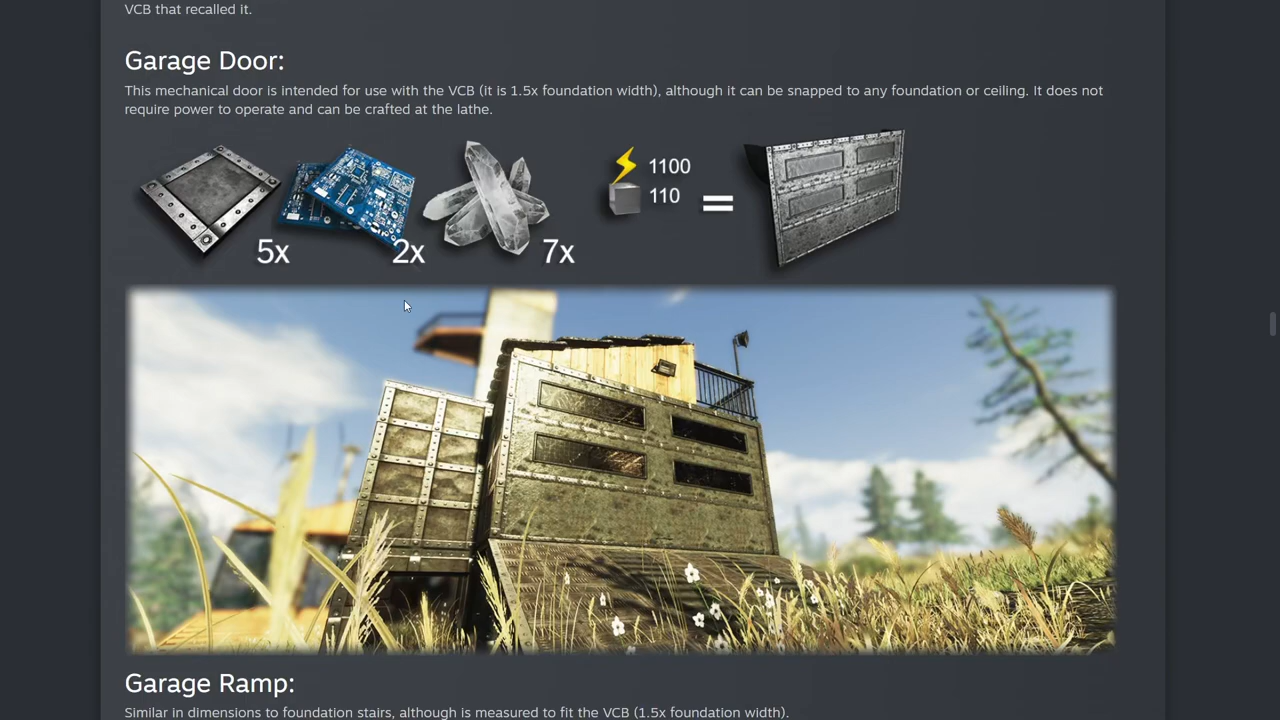 VCB that recalled it.
Garage Door:
This mechanical door is intended for use with the VCB (it is 1.5x foundation width), although it can be snapped to any foundation or ceiling. It does not
require power to operate and can be crafted at the lathe.
1100
110
5x 2x 7x =
Garage Ramp:
Similar in dimensions to foundation stairs, although is measured to fit the VCB (1.5x foundation width).